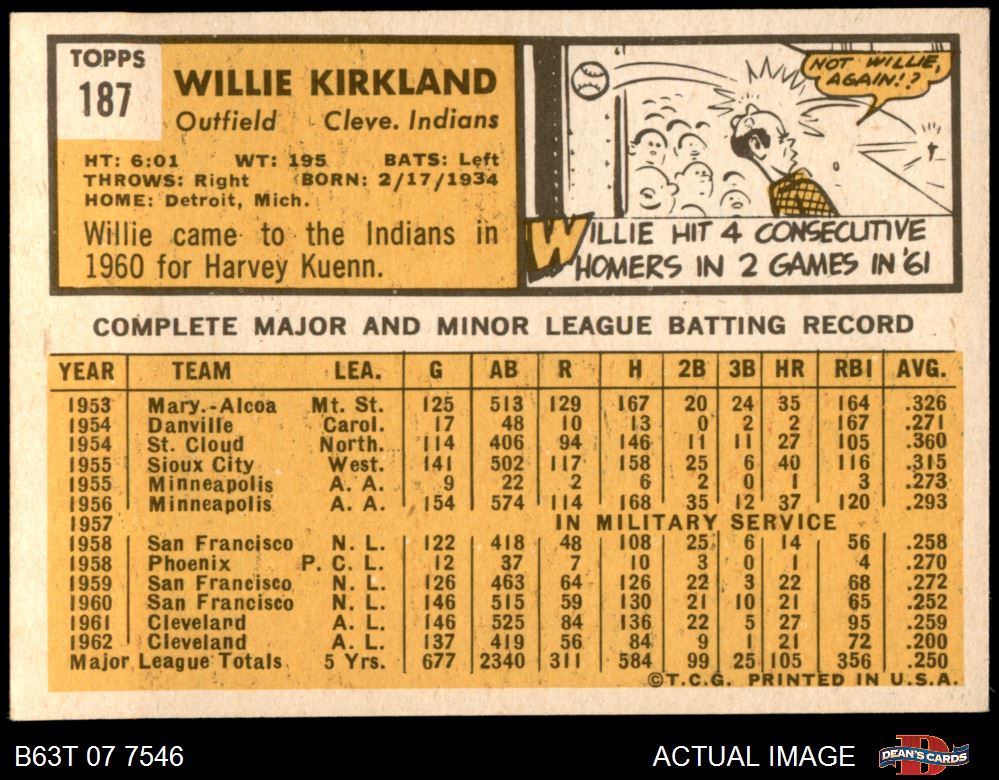 TOPPS
187
WILLIE KIRKLAND
Outfield Cleve. Indians
HT: 6:01 WT: 195 BATS: Left
THROWS: Right BORN: 2/17/1934
HOME: Detroit, Mich.
Willie came to the Indians in
1960 for Harvey Kuenn.
NOT WILLIE,
AGAIN!?
WILLIE HIT 4 CONSECUTIVE
HOMERS IN 2 GAMES IN '61
COMPLETE MAJOR AND MINOR LEAGUE BATTING RECORD
YEAR TEAM LEA. G AB R H 2B 3B HR RBI AVG.
1953 Mary.-Alcoa Mt. St. 125 513 129 167 20 24 35 164 .326
1954 Danville Carol. 17 48 10 13 0 2 2 167 .271
1954 St. Cloud North. 114 406 94 146 11 11 27 105 .360
1955 Sioux City West. 141 502 117 158 25 6 40 116 .315
1955 Minneapolis A. A. 9 22 2 6 2 0 1 3 .273
1956 Minneapolis A. A. 154 574 114 168 35 12 37 120 .293
1957 IN MILITARY SERVICE
1958 San Francisco N. L. 122 418 48 108 25 6 14 56 .258
1958 Phoenix P. C. L. 12 37 7 10 3 0 1 4 .270
1959 San Francisco N. L. 126 463 64 126 22 3 22 68 .272
1960 San Francisco N. L. 146 515 59 130 21 10 21 65 .252
1961 Cleveland A. L. 146 525 84 136 22 5 27 95 .259
1962 Cleveland A. L. 137 419 56 84 9 1 21 72 .200
Major League Totals 5 Yrs. 677 2340 311 584 99 25 105 356 .250
©T.C.G. PRINTED IN U.S.A.
B63T 07 7546 ACTUAL IMAGE DEAN'S CARDS